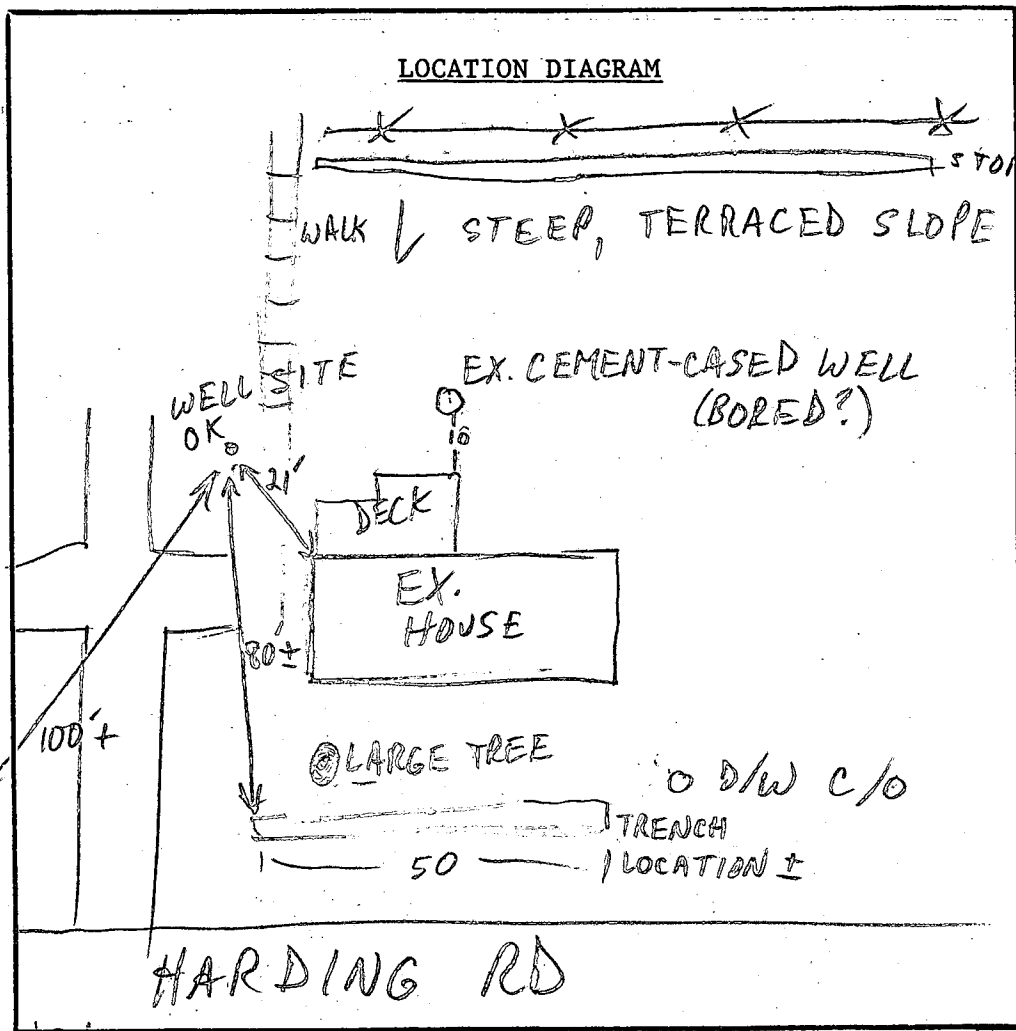 LOCATION DIAGRAM
WALK
STEEP, TERRACED SLOPE
WELL SITE
OK
EX. CEMENT-CASED WELL
(BORED?)
21'
DECK
EX.
HOUSE
80'±
100'+
LARGE TREE
D/W C/O
TRENCH
50
LOCATION ±
HARDING RD